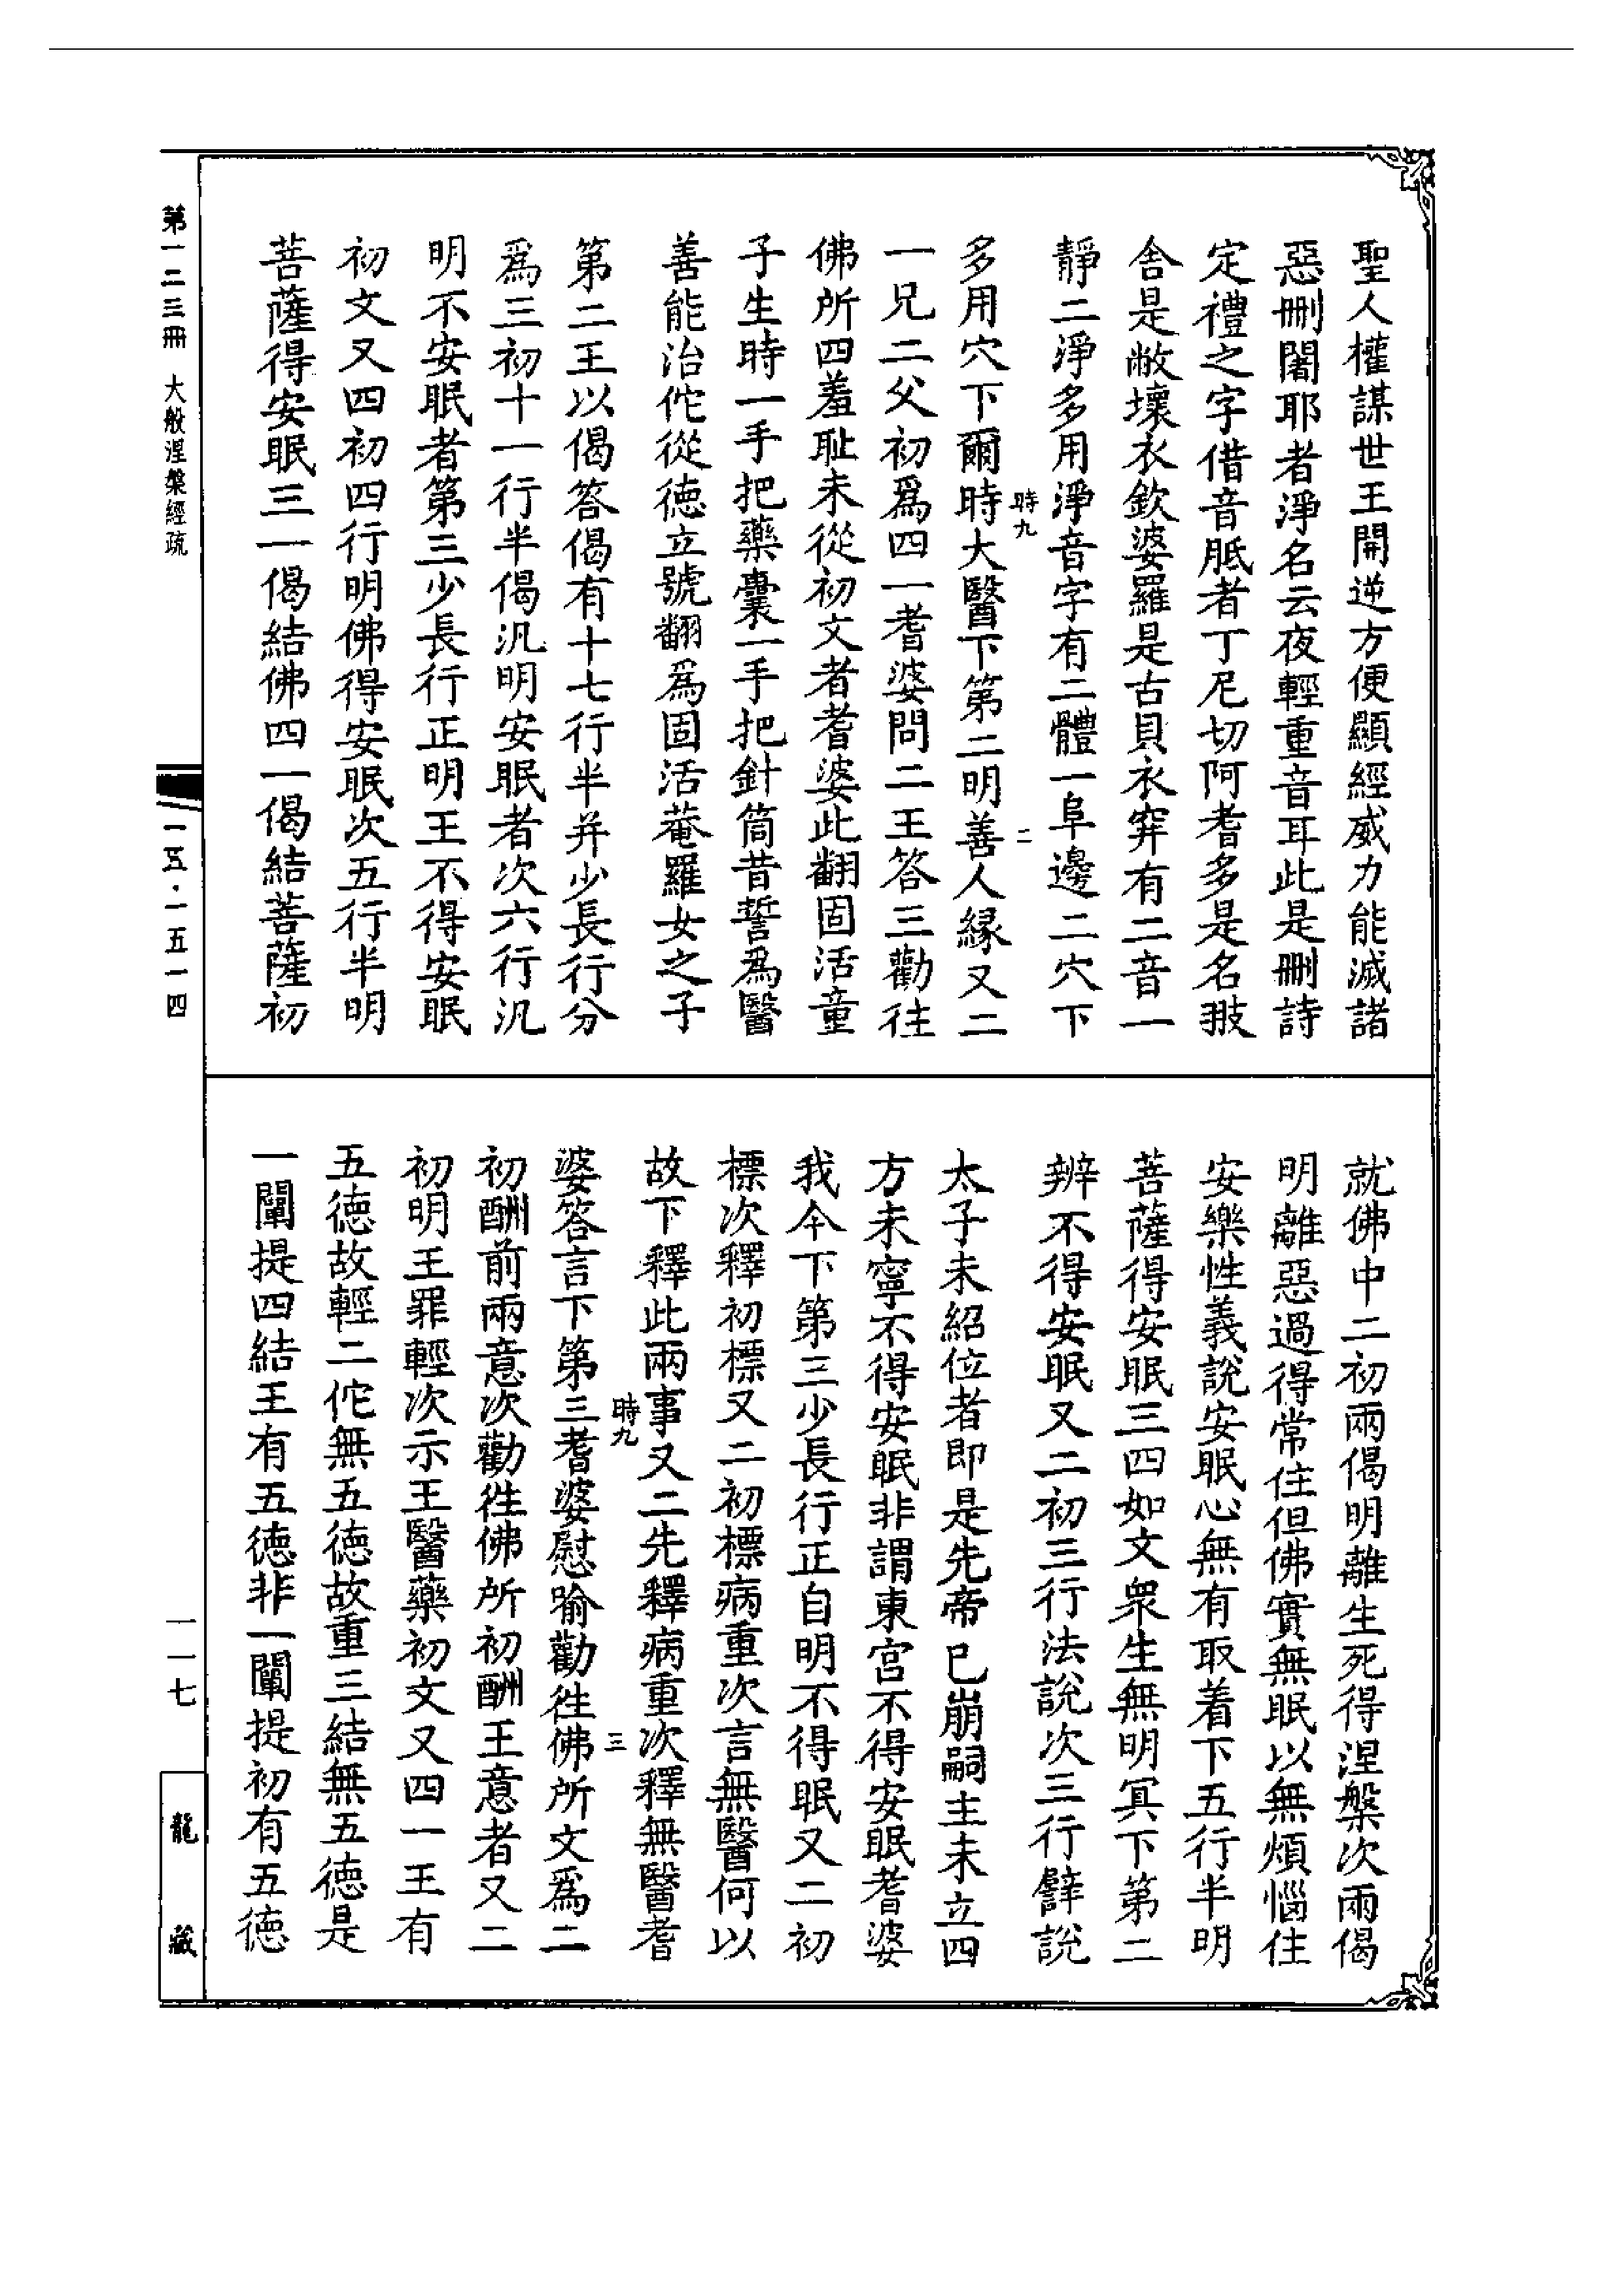 聖人權謀世王開逆方便顯經威力能滅諸
惡刪闍耶者淨名云夜輕重音耳此是刪詩
定禮之字借音胝者丁尼切阿耆多是名翅
舍是敝壞衣欽婆羅是古貝衣穽有二音一
靜二淨多用淨音字有二體一阜邊二穴下
多用穴下爾時大醫下第二明善人緣又二
時九
二
一兄二父初爲四一耆婆問二王答三勸往
佛所四羞耻未從初文者耆婆此翻固活童
子生時一手把藥囊一手把針筒昔誓爲醫
善能治佗從德立號翻爲固活菴羅女之子
第二王以偈答偈有十七行半并少長行分
爲三初十一行半偈汎明安眠者次六行汎
明不安眠者第三少長行正明王不得安眠
初文又四初四行明佛得安眠次五行半明
菩薩得安眠三一偈結佛四一偈結菩薩初
就佛中二初兩偈明離生死得涅槃次兩偈
明離惡過得常住但佛實無眠以無煩惱住
安樂性義說安眠心無有取着下五行半明
菩薩得安眠三四如文衆生無明冥下第二
辨不得安眠又二初三行法說次三行譬說
太子未紹位者即是先帝巳崩嗣主未立四
方未寧不得安眠非謂東宮不得安眠耆婆
我今下第三少長行正自明不得眠又二初
標次釋初標又二初標病重次言無醫何以
故下釋此兩事又二先釋病重次釋無醫耆
時九
三
婆答言下第三耆婆慰喻勸徃佛所文爲二
初酬前兩意次勸徃佛所初酬王意者又二
初明王罪輕次示王醫藥初文又四一王有
五德故輕二佗無五德故重三結無五德是
一闡提四結王有五德非一闡提初有五德
第一二三冊 大般涅槃經疏
一五五·一五一四
一一七
龍藏